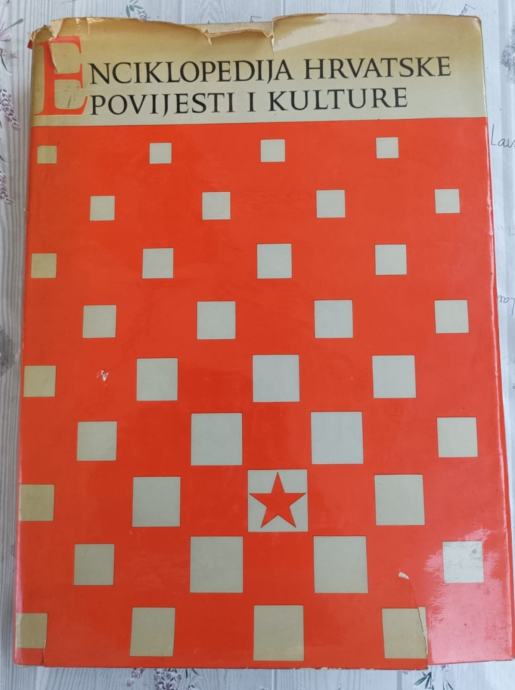 ENCIKLOPEDIJA HRVATSKE
POVIJESTI I KULTURE